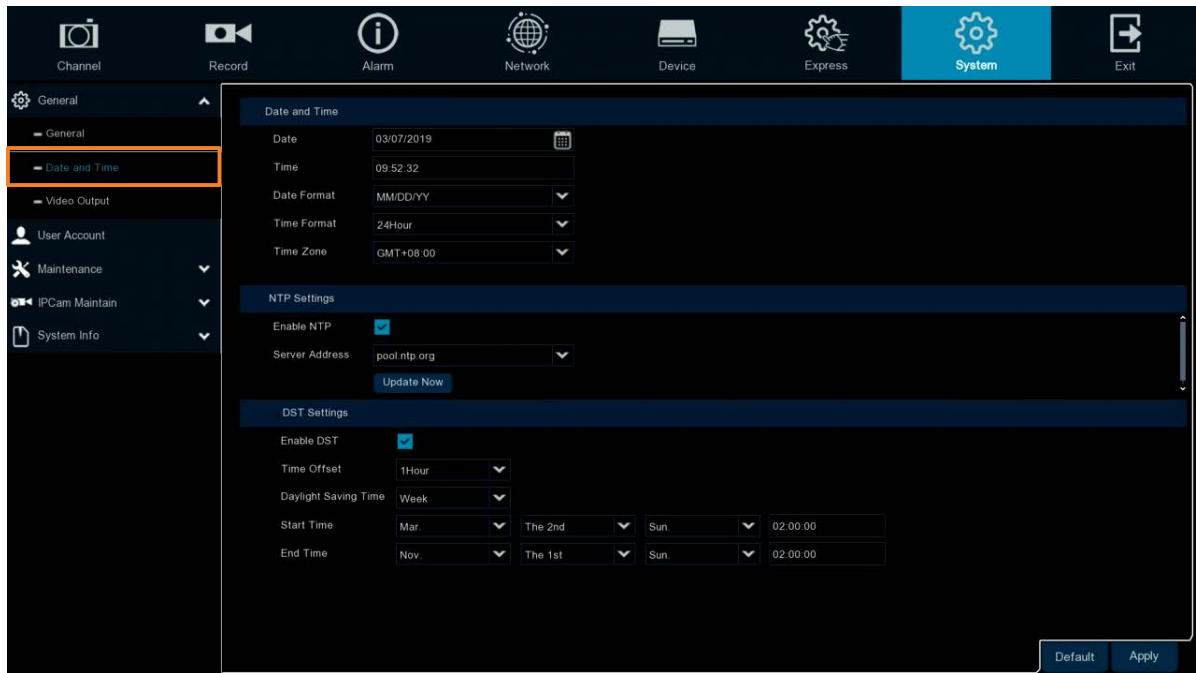 Channel Record Alarm Network Device Express System Exit
General
General
Date and Time
Video Output
User Account
Maintenance
IPCam Maintain
System Info
Date and Time
Date 03/07/2019
Time 09:52:32
Date Format MM/DD/YY
Time Format 24Hour
Time Zone GMT+08:00
NTP Settings
Enable NTP
Server Address pool.ntp.org
Update Now
DST Settings
Enable DST
Time Offset 1Hour
Daylight Saving Time Week
Start Time Mar. The 2nd Sun. 02:00:00
End Time Nov. The 1st Sun. 02:00:00
Default Apply